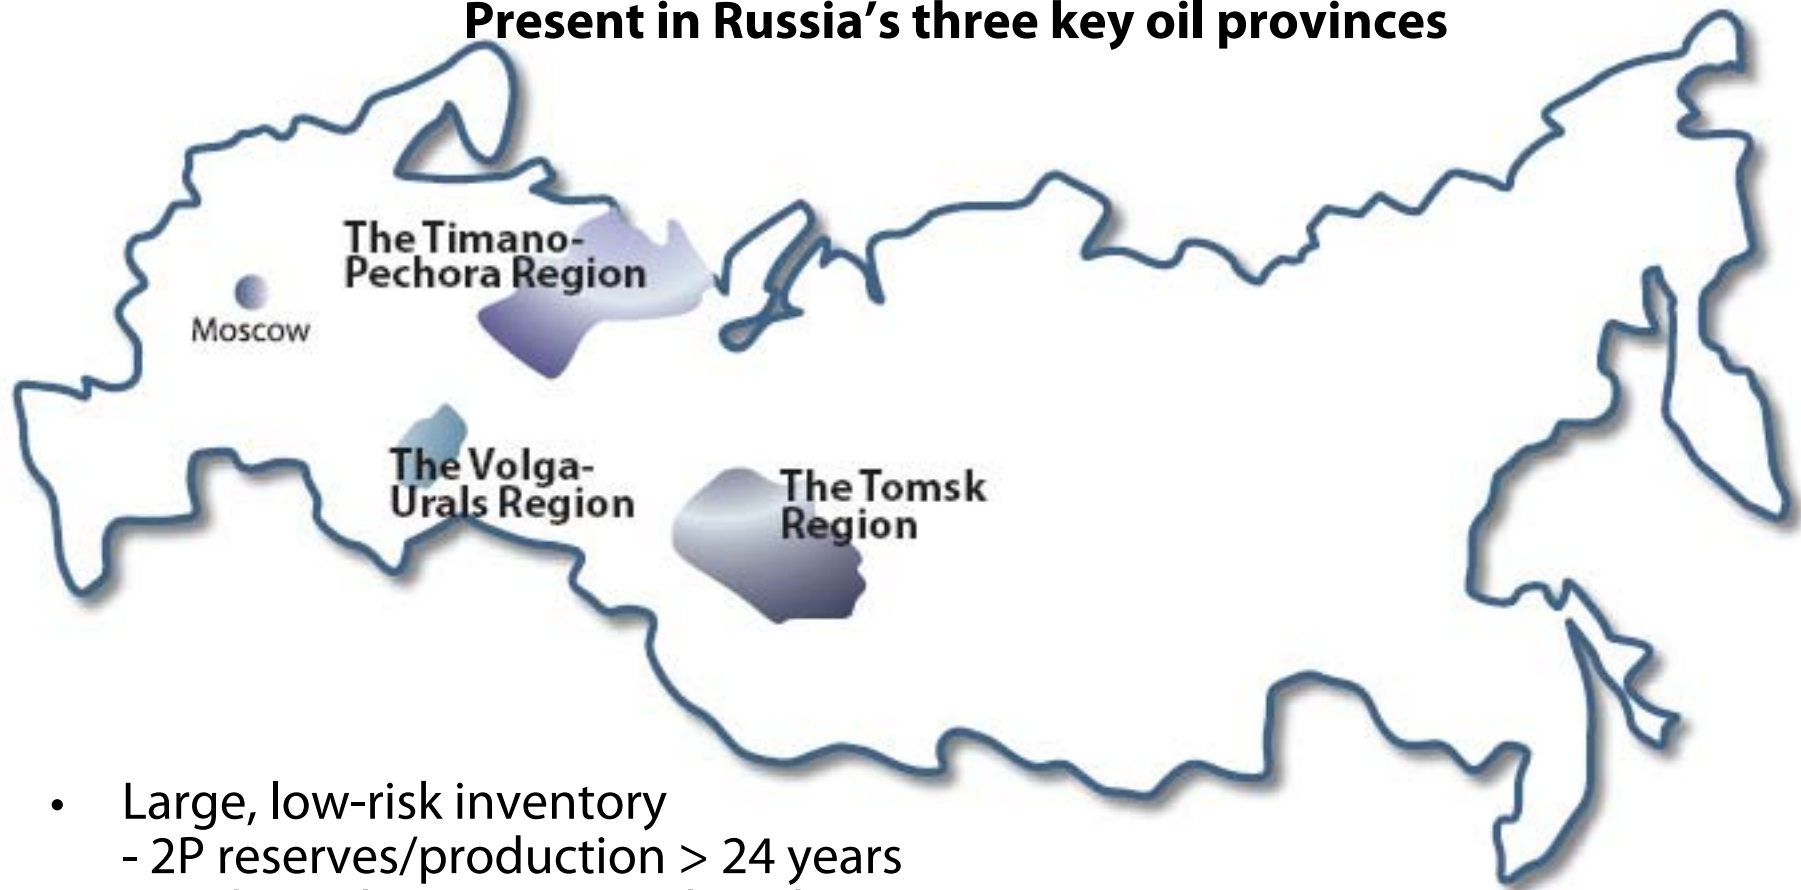 Present in Russia’s three key oil provinces
The Timano-
Pechora Region
Moscow
The Volga-
Urals Region
The Tomsk
Region
• Large, low-risk inventory
- 2P reserves/production > 24 years